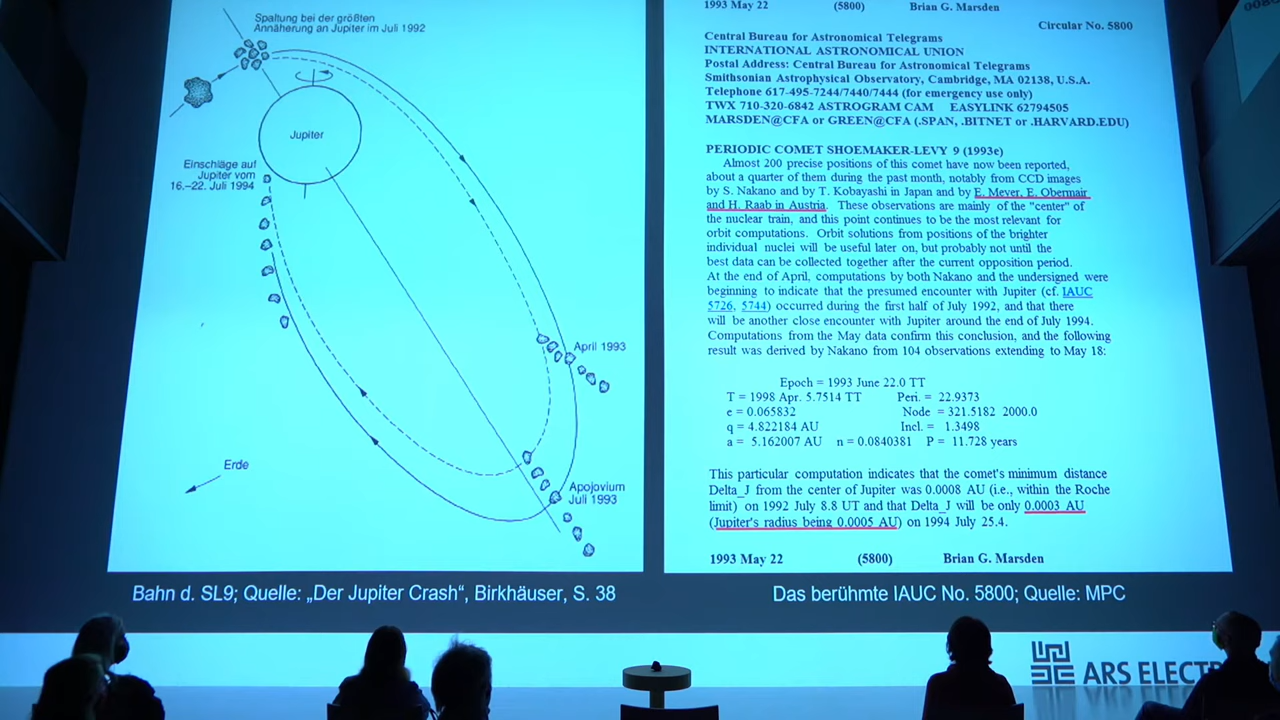 Spaltung bei der größten
Annäherung an Jupiter im Juli 1992
Jupiter
Einschläge auf
Jupiter vom
16.–22. Juli 1994
April 1993
Erde
Apojovium
Juli 1993
Bahn d. SL9; Quelle: „Der Jupiter Crash“, Birkhäuser, S. 38
1993 May 22 (5800) Brian G. Marsden
Circular No. 5800
Central Bureau for Astronomical Telegrams
INTERNATIONAL ASTRONOMICAL UNION
Postal Address: Central Bureau for Astronomical Telegrams
Smithsonian Astrophysical Observatory, Cambridge, MA 02138, U.S.A.
Telephone 617-495-7244/7440/7444 (for emergency use only)
TWX 710-320-6842 ASTROGRAM CAM EASYLINK 62794505
MARSDEN@CFA or GREEN@CFA (.SPAN, .BITNET or .HARVARD.EDU)
PERIODIC COMET SHOEMAKER-LEVY 9 (1993e)
Almost 200 precise positions of this comet have now been reported,
about a quarter of them during the past month, notably from CCD images
by S. Nakano and by T. Kobayashi in Japan and by E. Meyer, E. Obermair
and H. Raab in Austria. These observations are mainly of the "center" of
the nuclear train, and this point continues to be the most relevant for
orbit computations. Orbit solutions from positions of the brighter
individual nuclei will be useful later on, but probably not until the
best data can be collected together after the current opposition period.
At the end of April, computations by both Nakano and the undersigned were
beginning to indicate that the presumed encounter with Jupiter (cf. IAUC
5726, 5744) occurred during the first half of July 1992, and that there
will be another close encounter with Jupiter around the end of July 1994.
Computations from the May data confirm this conclusion, and the following
result was derived by Nakano from 104 observations extending to May 18:
Epoch = 1993 June 22.0 TT
T = 1998 Apr. 5.7514 TT Peri. = 22.9373
e = 0.065832 Node = 321.5182 2000.0
q = 4.822184 AU Incl. = 1.3498
a = 5.162007 AU n = 0.0840381 P = 11.728 years
This particular computation indicates that the comet's minimum distance
Delta_J from the center of Jupiter was 0.0008 AU (i.e., within the Roche
limit) on 1992 July 8.8 UT and that Delta_J will be only 0.0003 AU
(Jupiter's radius being 0.0005 AU) on 1994 July 25.4.
1993 May 22 (5800) Brian G. Marsden
Das berühmte IAUC No. 5800; Quelle: MPC
ARS ELECTR